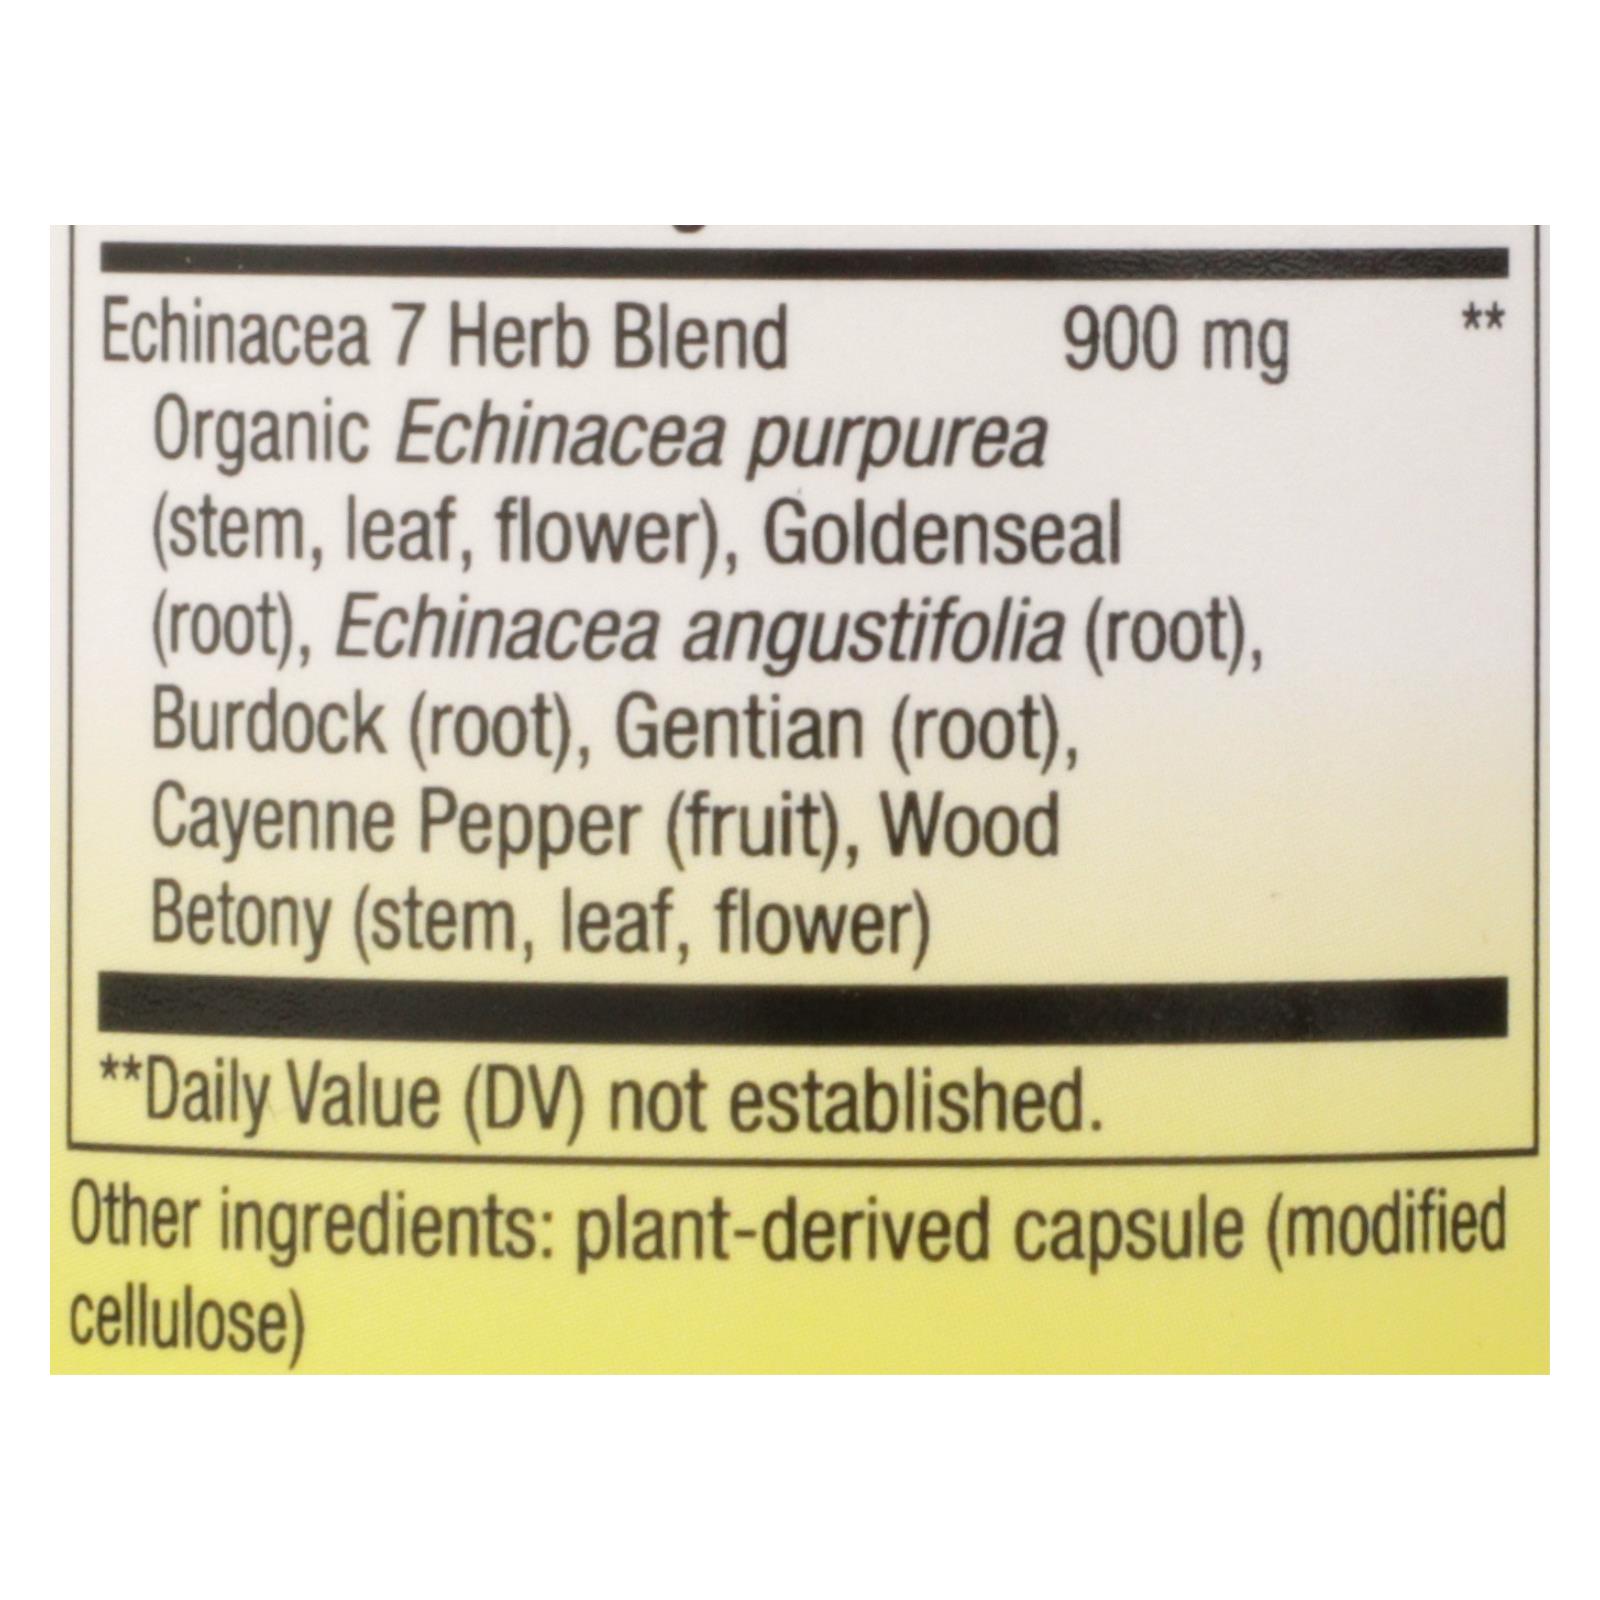 Echinacea 7 Herb Blend 900 mg **
Organic Echinacea purpurea
(stem, leaf, flower), Goldenseal
(root), Echinacea angustifolia (root),
Burdock (root), Gentian (root),
Cayenne Pepper (fruit), Wood
Betony (stem, leaf, flower)
**Daily Value (DV) not established.
Other ingredients: plant-derived capsule (modified
cellulose)